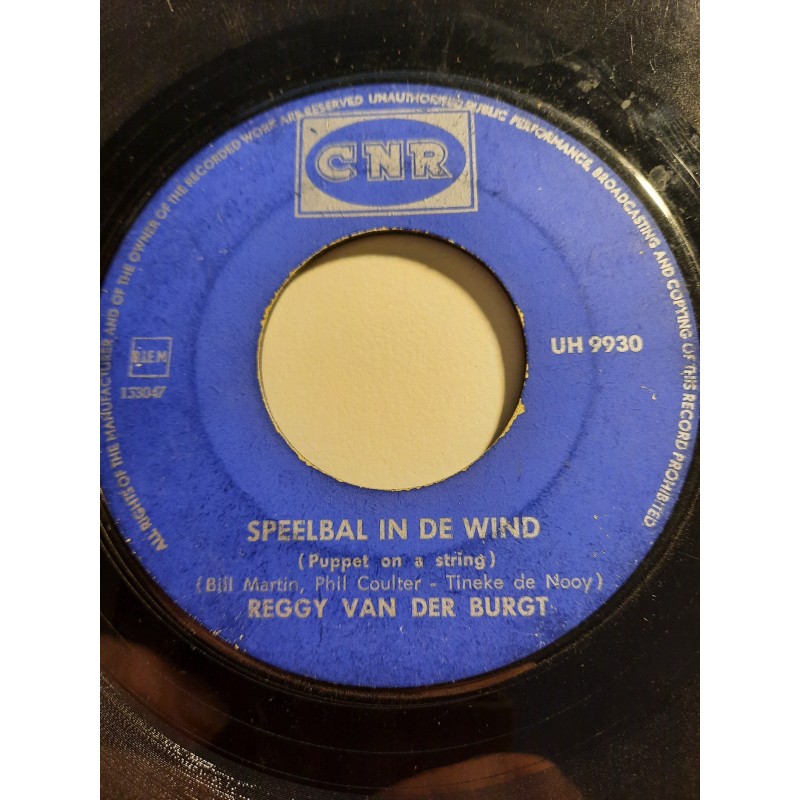 ALL RIGHTS OF THE MANUFACTURER AND OF THE OWNER OF THE RECORDED WORK ARE RESERVED UNAUTHORISED PUBLIC PERFORMANCE, BROADCASTING AND COPYING OF THIS RECORD PROHIBITED.
CNR
UH 9930
B.I.E.M
133047
SPEELBAL IN DE WIND
(Puppet on a string)
(Bill Martin, Phil Coulter - Tineke de Nooy)
REGGY VAN DER BURGT